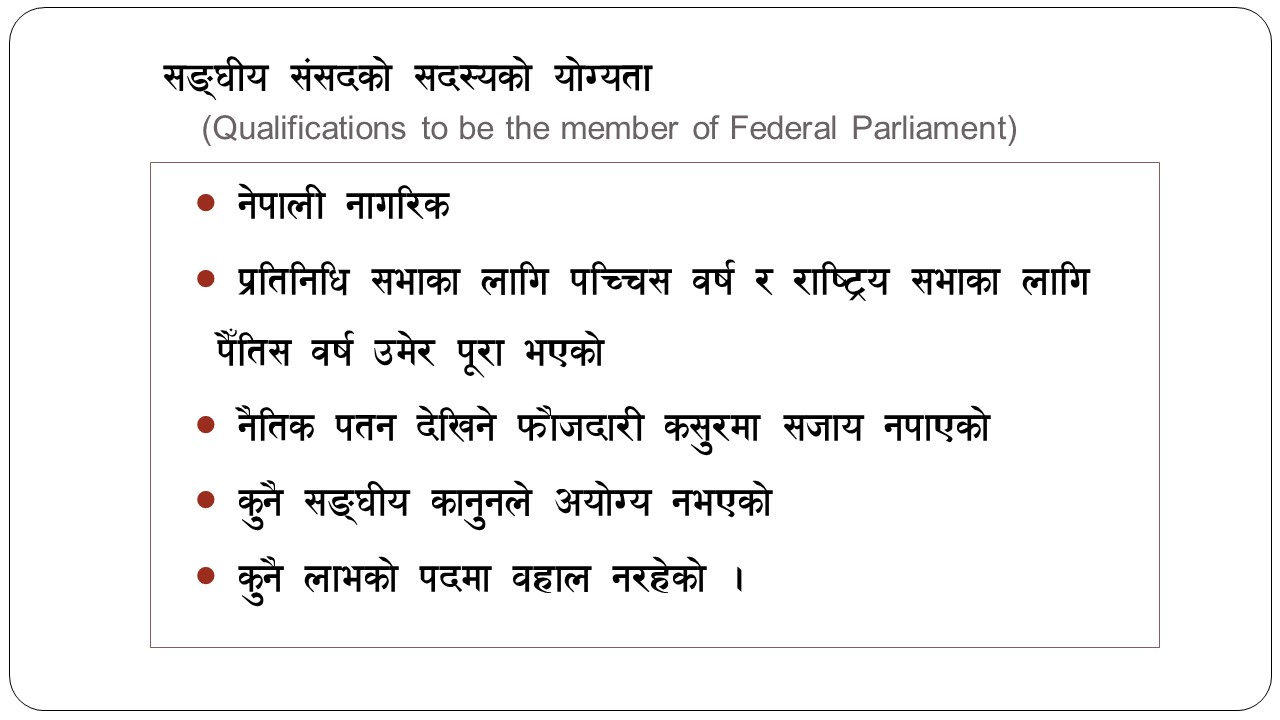 सङ्घीय संसदको सदस्यको योग्यता
(Qualifications to be the member of Federal Parliament)
• नेपाली नागरिक
• प्रतिनिधि सभाका लागि पच्चिस वर्ष र राष्ट्रिय सभाका लागि
पैँतिस वर्ष उमेर पूरा भएको
• नैतिक पतन देखिने फौजदारी कसुरमा सजाय नपाएको
• कुनै सङ्घीय कानुनले अयोग्य नभएको
• कुनै लाभको पदमा वहाल नरहेको ।